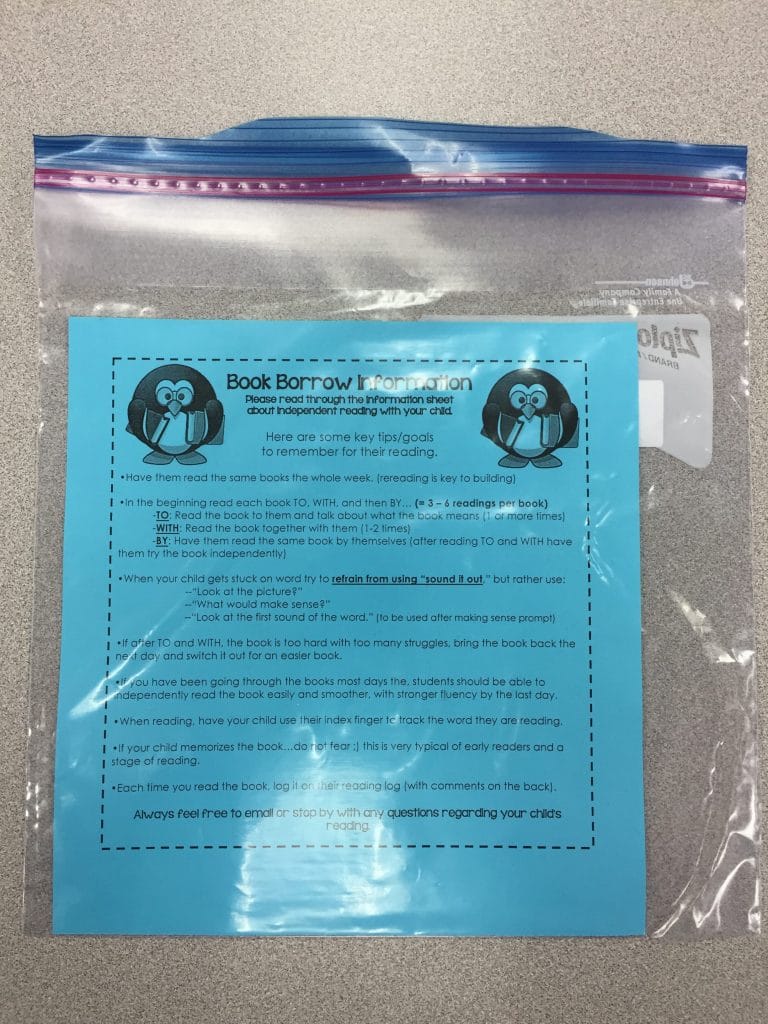 Johnson
A Family Company
Une Entreprise Familiale
Ziplo
BRAND/
Book Borrow Information
Please read through the information sheet
about independent reading with your child.
Here are some key tips/goals
to remember for their reading.
•Have them read the same books the whole week. (rereading is key to building)
•In the beginning read each book TO, WITH, and then BY… (= 3 – 6 readings per book)
-TO: Read the book to them and talk about what the book means (1 or more times)
-WITH: Read the book together with them (1-2 times)
-BY: Have them read the same book by themselves (after reading TO and WITH have
them try the book independently)
•When your child gets stuck on word try to refrain from using “sound it out,” but rather use:
--“Look at the picture?”
--“What would make sense?”
--“Look at the first sound of the word.” (to be used after making sense prompt)
•If after TO and WITH, the book is too hard with too many struggles, bring the book back the
next day and switch it out for an easier book.
•If you have been going through the books most days the, students should be able to
independently read the book easily and smoother, with stronger fluency by the last day.
•When reading, have your child use their index finger to track the word they are reading.
•If your child memorizes the book…do not fear ;) this is very typical of early readers and a
stage of reading.
•Each time you read the book, log it on their reading log (with comments on the back).
Always feel free to email or stop by with any questions regarding your child's
reading.